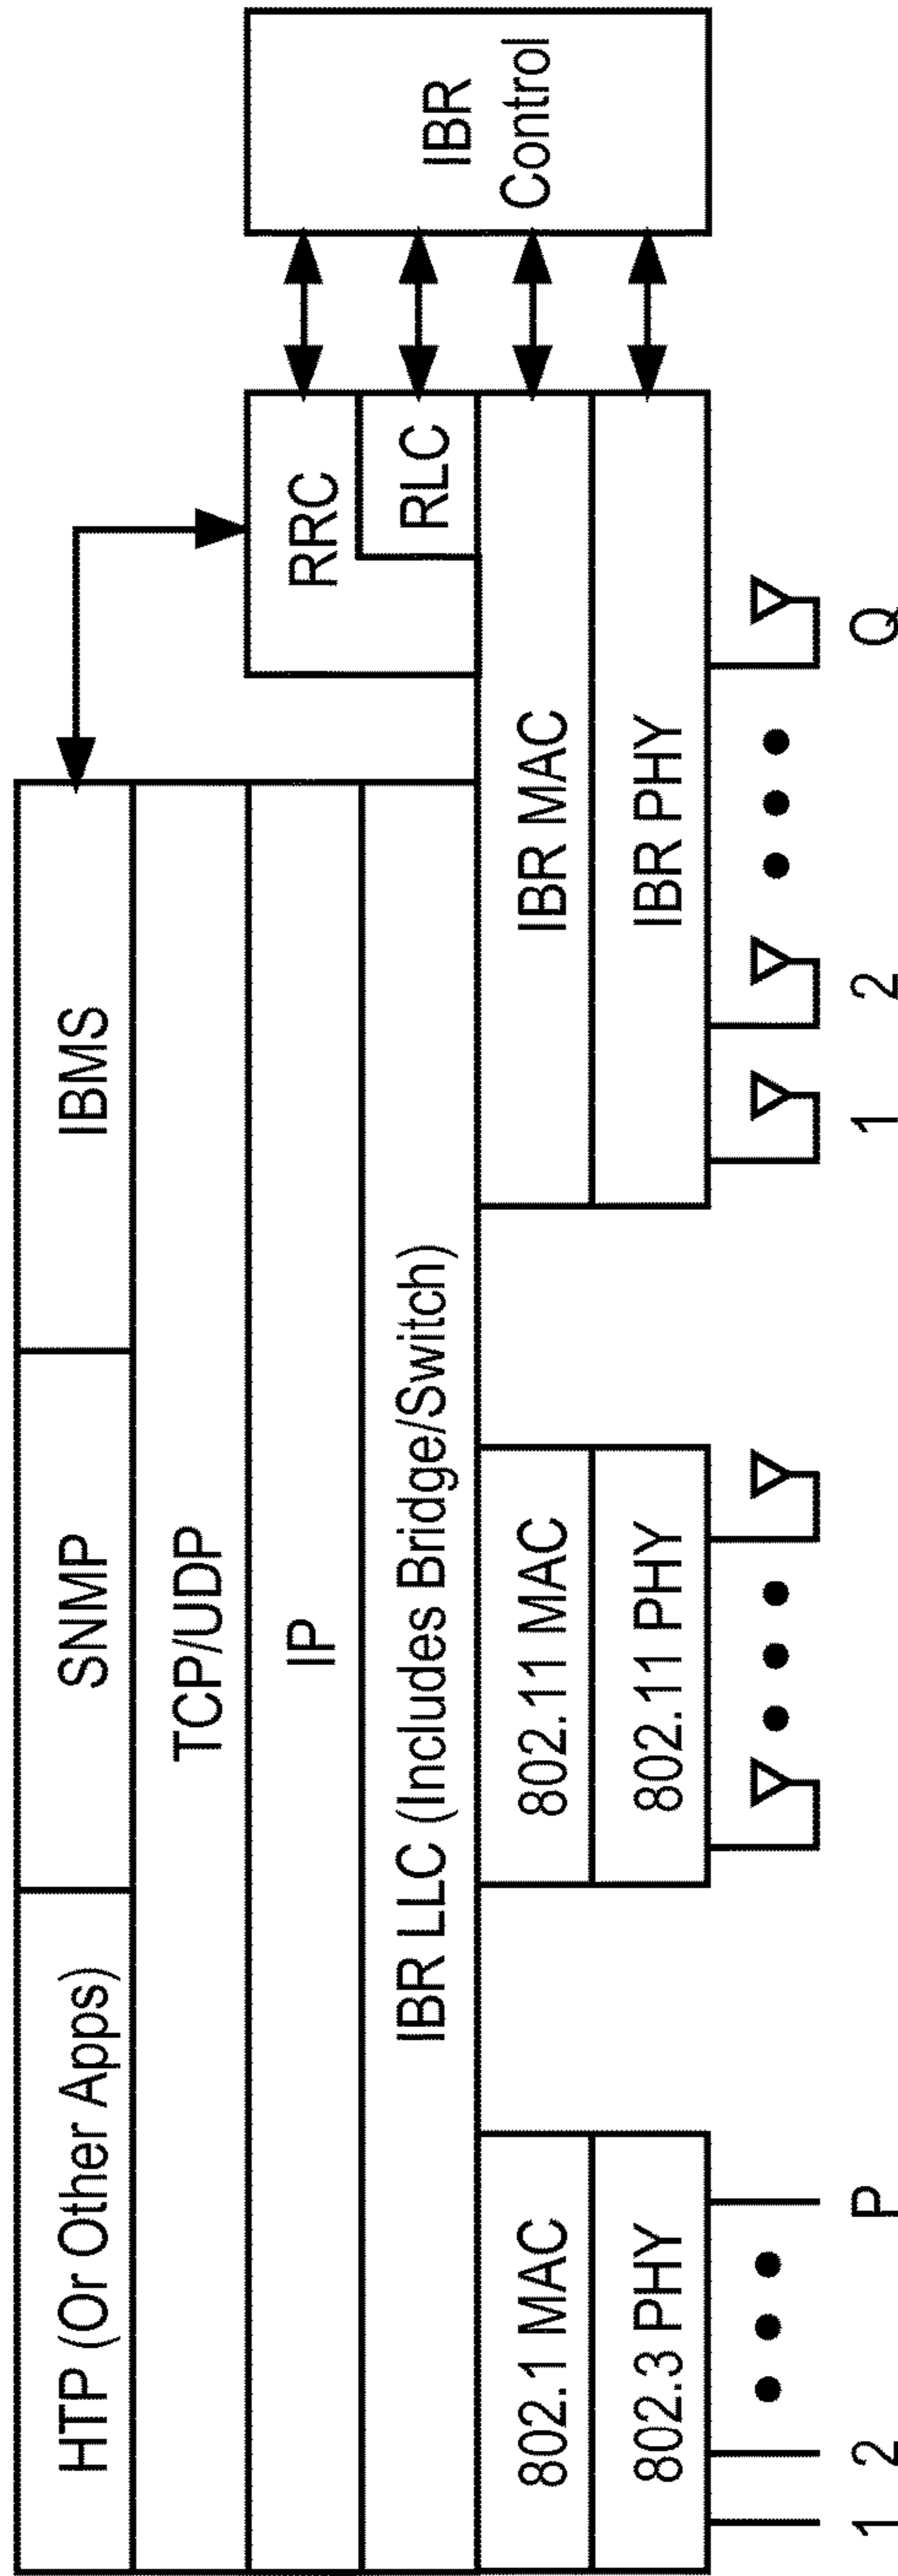 HTP (Or Other Apps)
SNMP
IBMS
TCP/UDP
IP
RRC
IBR LLC (Includes Bridge/Switch)
RLC
IBR
Control
802.1 MAC
802.11 MAC
IBR MAC
802.3 PHY
802.11 PHY
IBR PHY
1 2 P
1 2 Q